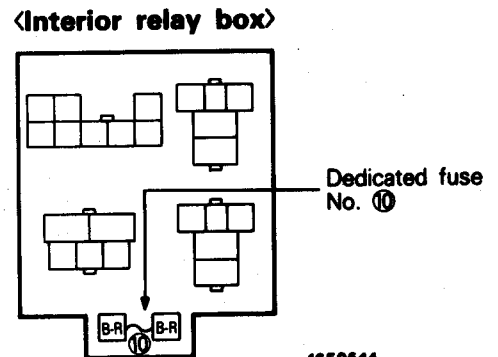 <Interior relay box>
Dedicated fuse
No. ⑩
B-R B-R
⑩